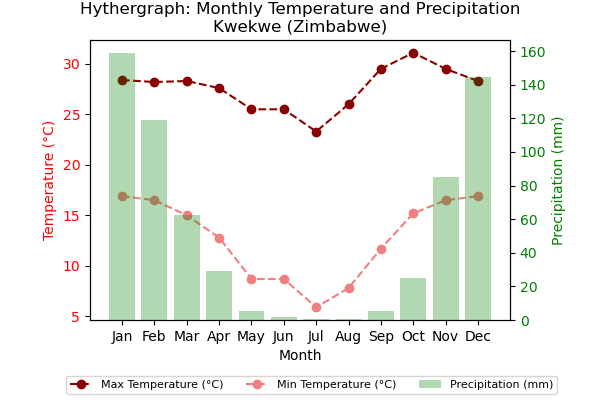 Hythergraph: Monthly Temperature and Precipitation
Kwekwe (Zimbabwe)
Temperature (°C)
30
25
20
15
10
5
160
140
120
100
80
60
40
20
0
Precipitation (mm)
Jan Feb Mar Apr May Jun Jul Aug Sep Oct Nov Dec
Month
Max Temperature (°C) Min Temperature (°C) Precipitation (mm)